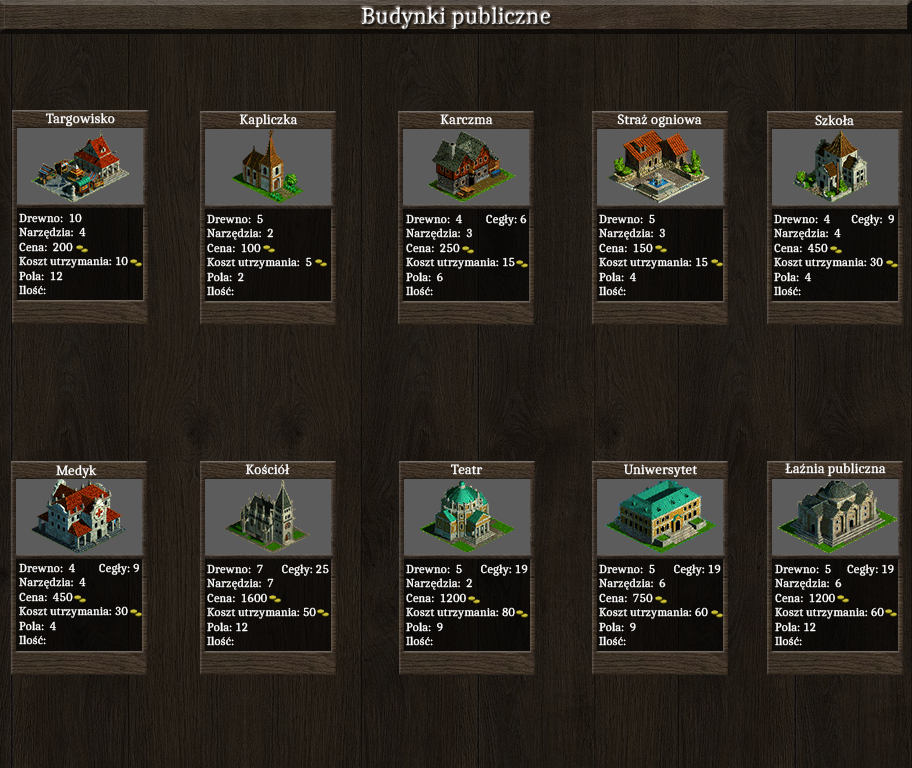 Budynki publiczne
Targowisko
Drewno: 10
Narzędzia: 4
Cena: 200
Koszt utrzymania: 10
Pola: 12
Ilość:
Kapliczka
Drewno: 5
Narzędzia: 2
Cena: 100
Koszt utrzymania: 5
Pola: 2
Ilość:
Karczma
Drewno: 4 Cegły: 6
Narzędzia: 3
Cena: 250
Koszt utrzymania: 15
Pola: 6
Ilość:
Straż ogniowa
Drewno: 5
Narzędzia: 3
Cena: 150
Koszt utrzymania: 15
Pola: 4
Ilość:
Szkoła
Drewno: 4 Cegły: 9
Narzędzia: 4
Cena: 450
Koszt utrzymania: 30
Pola: 4
Ilość:
Medyk
Drewno: 4 Cegły: 9
Narzędzia: 4
Cena: 450
Koszt utrzymania: 30
Pola: 4
Ilość:
Kościół
Drewno: 7 Cegły: 25
Narzędzia: 7
Cena: 1600
Koszt utrzymania: 50
Pola: 12
Ilość:
Teatr
Drewno: 5 Cegły: 19
Narzędzia: 2
Cena: 1200
Koszt utrzymania: 80
Pola: 9
Ilość:
Uniwersytet
Drewno: 5 Cegły: 19
Narzędzia: 6
Cena: 750
Koszt utrzymania: 60
Pola: 9
Ilość:
Łaźnia publiczna
Drewno: 5 Cegły: 19
Narzędzia: 6
Cena: 1200
Koszt utrzymania: 60
Pola: 12
Ilość: